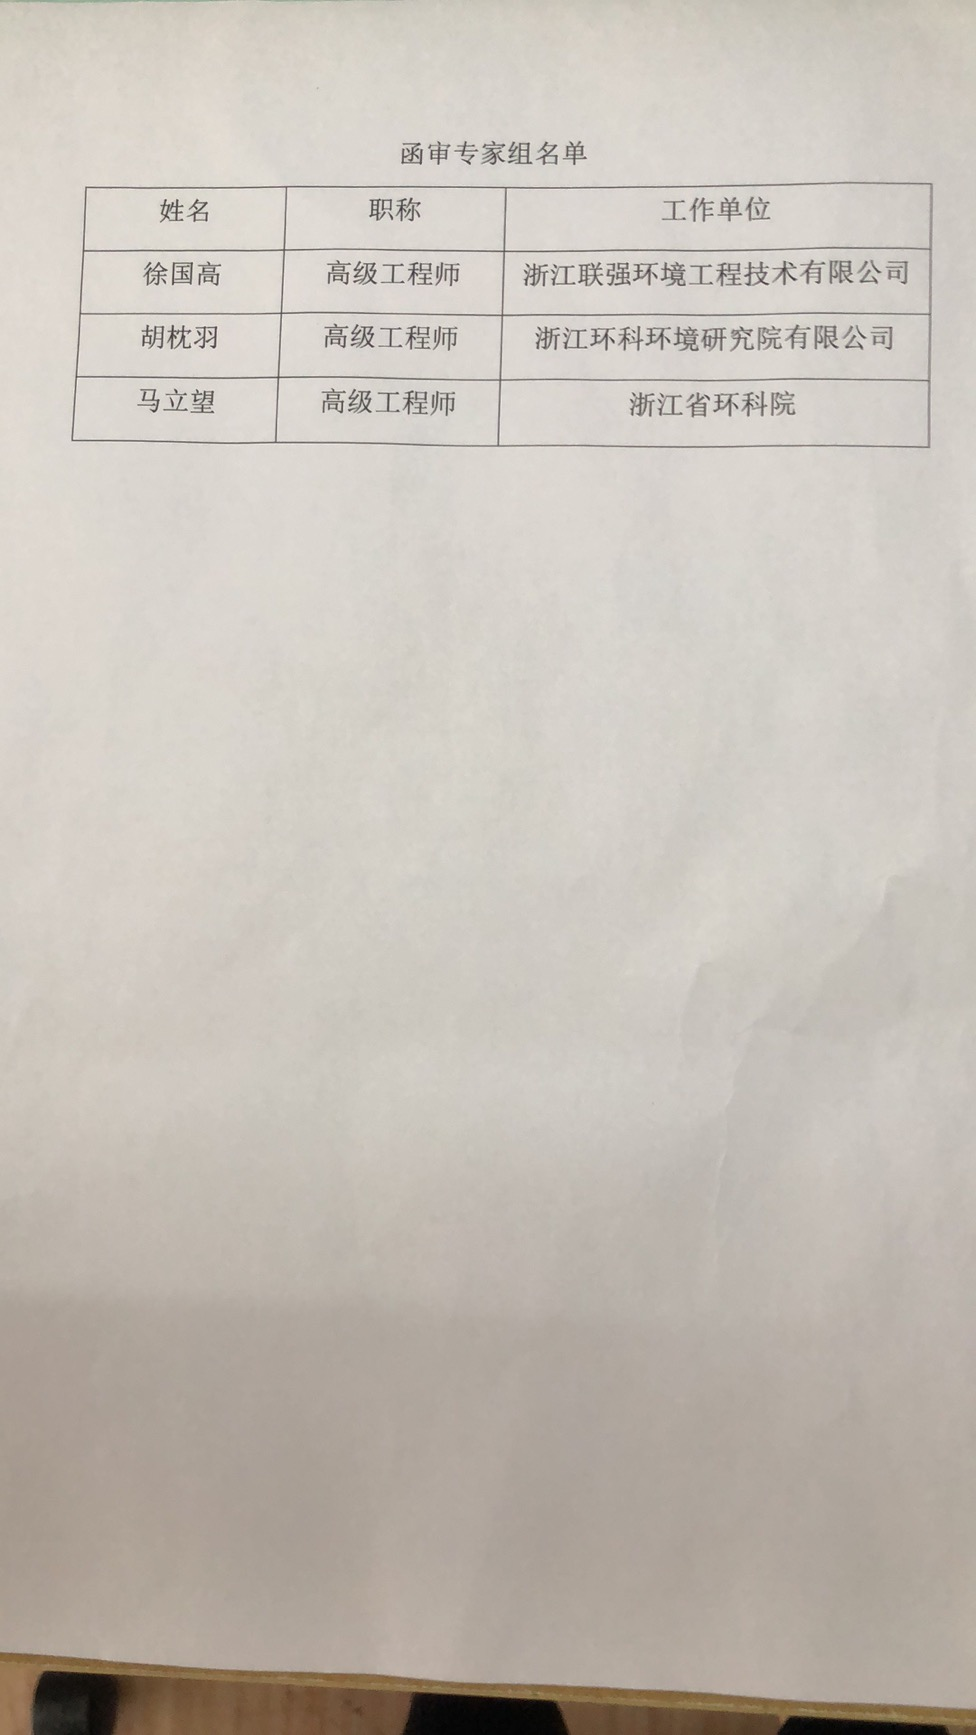 函审专家组名单
姓名 职称 工作单位
徐国高 高级工程师 浙江联强环境工程技术有限公司
胡枕羽 高级工程师 浙江环科环境研究院有限公司
马立望 高级工程师 浙江省环科院